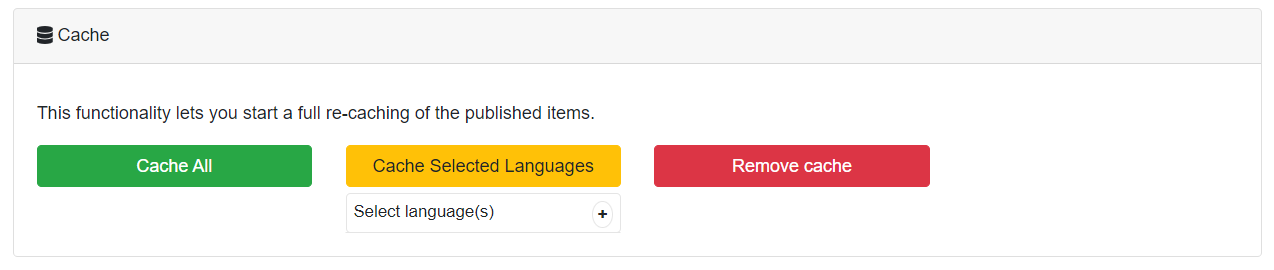 Cache
This functionality lets you start a full re-caching of the published items.
Cache All
Cache Selected Languages
Remove cache
Select language(s)
+